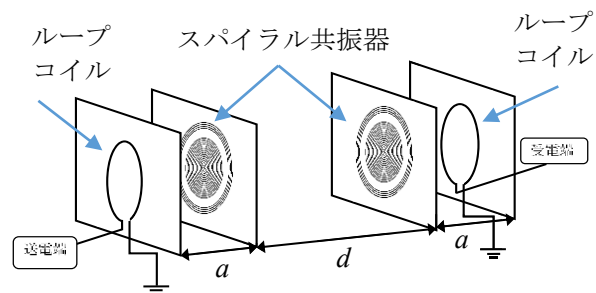 ループ
コイル
スパイラル共振器
ループ
コイル
受電端
送電端
a
d
a